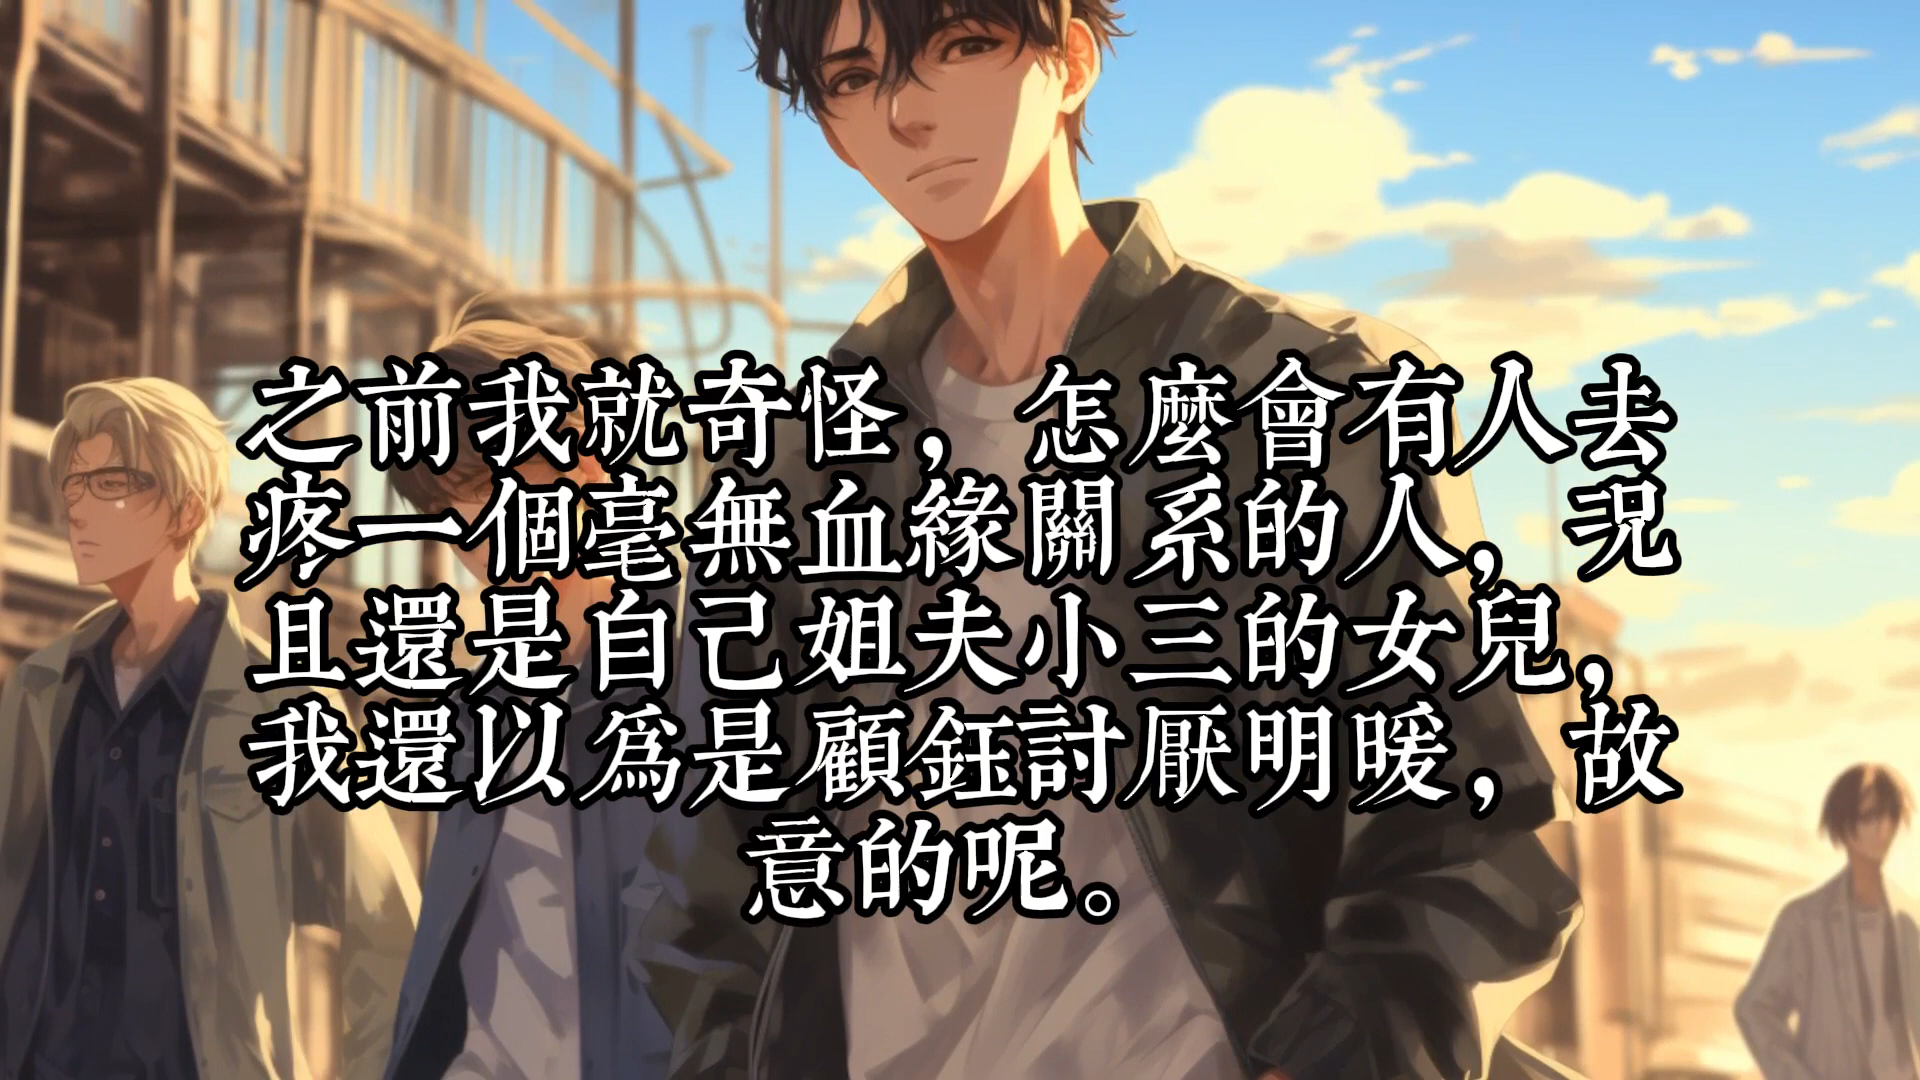 之前我就奇怪，怎麼會有人去
疼一個毫無血緣關系的人，況
且還是自己姐夫小三的女兒，
我還以爲是顧鈺討厭明暖，故
意的呢。